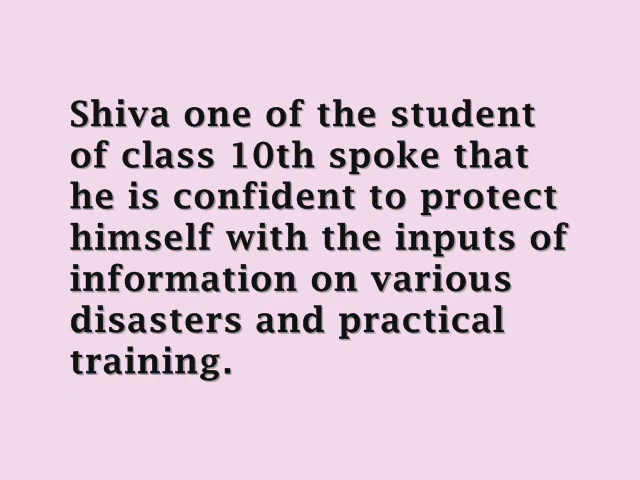 Shiva one of the student
of class 10th spoke that
he is confident to protect
himself with the inputs of
information on various
disasters and practical
training.